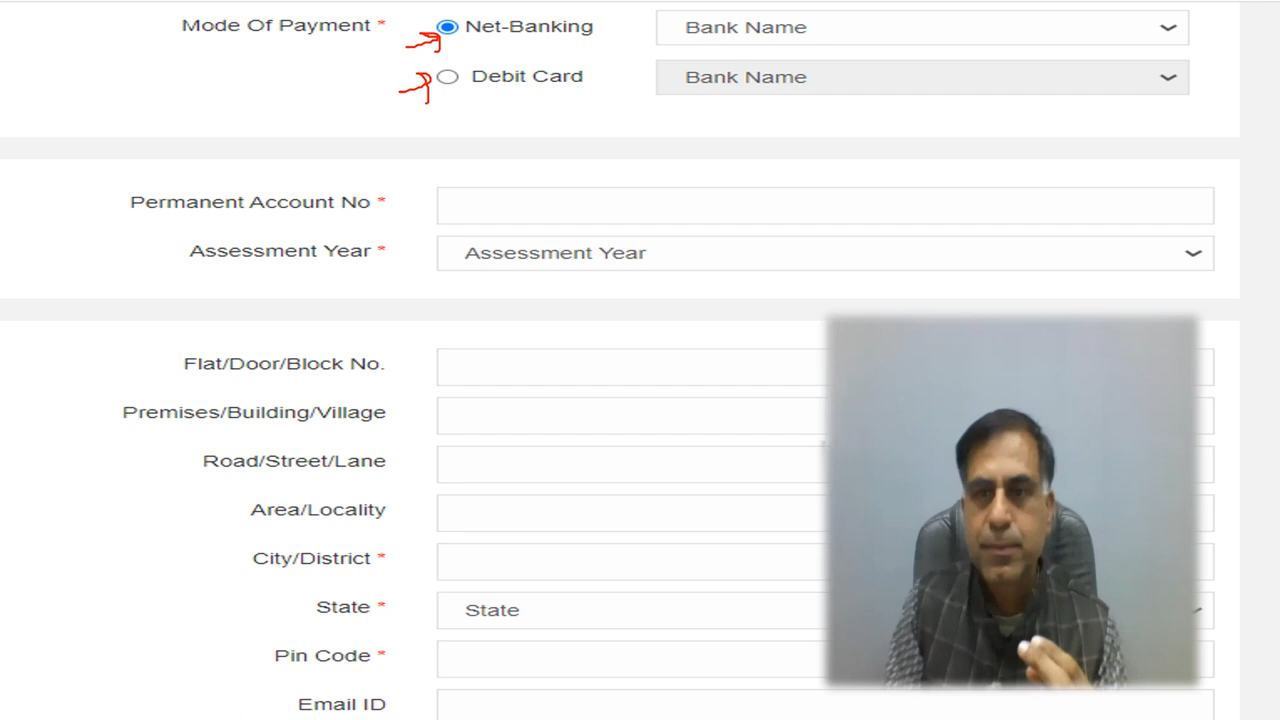 Mode Of Payment * Net-Banking Bank Name
Debit Card Bank Name
Permanent Account No *
Assessment Year * Assessment Year
Flat/Door/Block No.
Premises/Building/Village
Road/Street/Lane
Area/Locality
City/District *
State * State
Pin Code *
Email ID